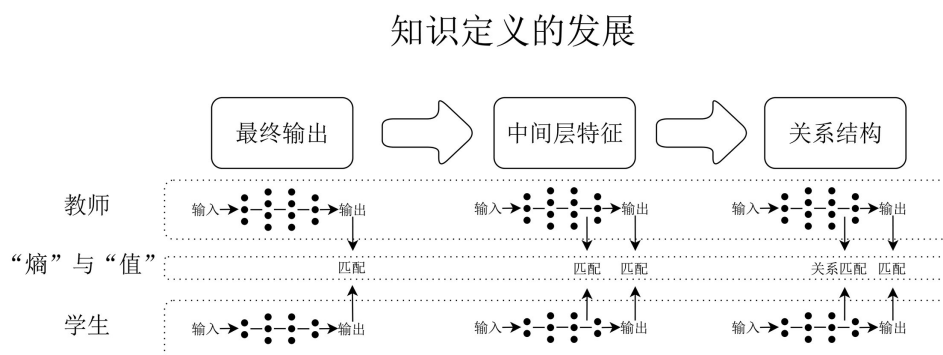 知识定义的发展
最终输出 中间层特征 关系结构
教师 输入 输出 输入 输出 输入 输出
“熵”与“值” 匹配 匹配 匹配 关系匹配 匹配
学生 输入 输出 输入 输出 输入 输出